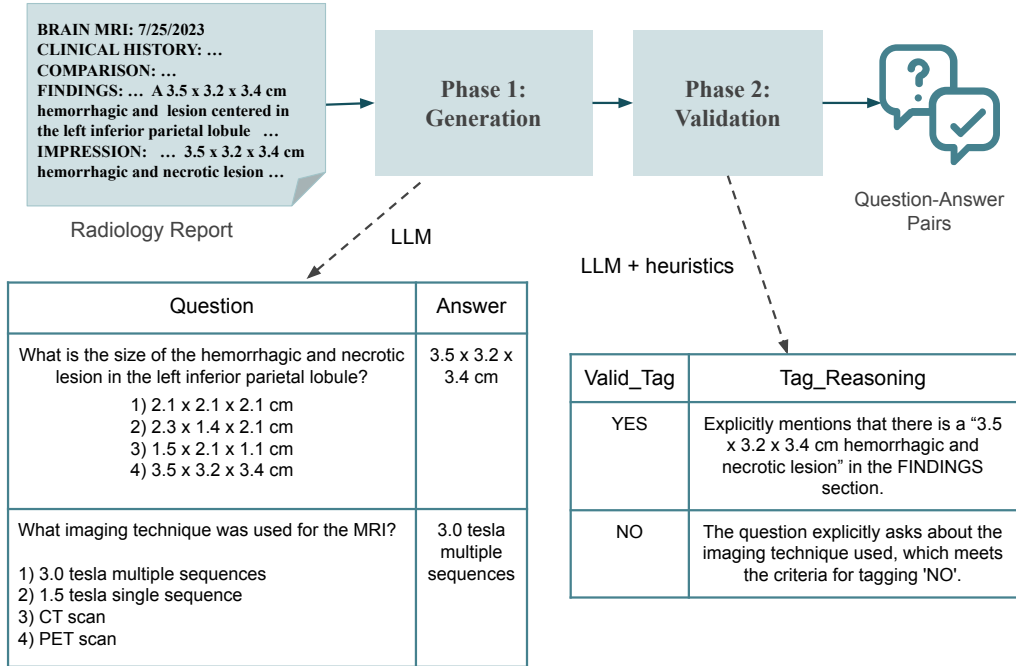 BRAIN MRI: 7/25/2023
CLINICAL HISTORY: …
COMPARISON: …
FINDINGS: … A 3.5 x 3.2 x 3.4 cm
hemorrhagic and lesion centered in
the left inferior parietal lobule …
IMPRESSION: … 3.5 x 3.2 x 3.4 cm
hemorrhagic and necrotic lesion …
Radiology Report
Phase 1:
Generation
Phase 2:
Validation
?
Question-Answer
Pairs
LLM
LLM + heuristics
Question
Answer
What is the size of the hemorrhagic and necrotic
lesion in the left inferior parietal lobule?
1) 2.1 x 2.1 x 2.1 cm
2) 2.3 x 1.4 x 2.1 cm
3) 1.5 x 2.1 x 1.1 cm
4) 3.5 x 3.2 x 3.4 cm
3.5 x 3.2 x
3.4 cm
What imaging technique was used for the MRI?
1) 3.0 tesla multiple sequences
2) 1.5 tesla single sequence
3) CT scan
4) PET scan
3.0 tesla
multiple
sequences
Valid_Tag
Tag_Reasoning
YES
Explicitly mentions that there is a “3.5
x 3.2 x 3.4 cm hemorrhagic and
necrotic lesion” in the FINDINGS
section.
NO
The question explicitly asks about the
imaging technique used, which meets
the criteria for tagging 'NO'.